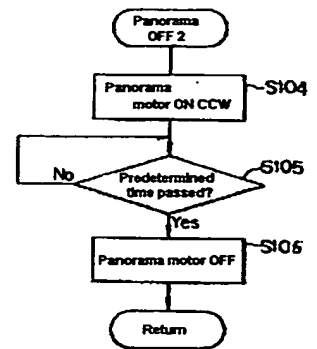 Panorama
OFF 2
Panorama
motor ON CCW
S104
Predetermined
time passed?
S105
No
Yes
Panorama motor OFF
S106
Return